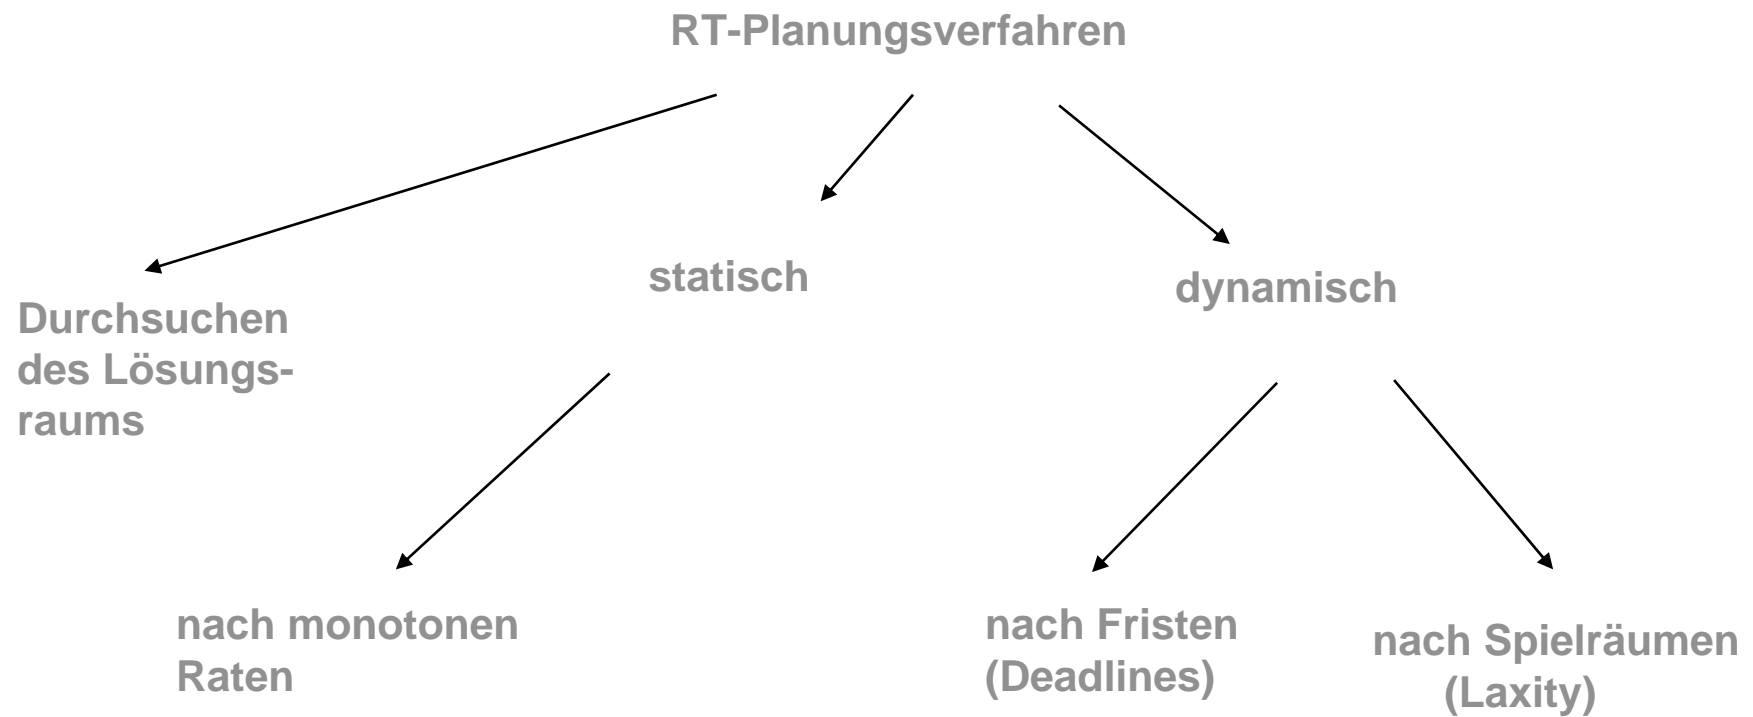 RT-Planungsverfahren
statisch
dynamisch
Durchsuchen
des Lösungs-
raums
nach monotonen
Raten
nach Fristen
(Deadlines)
nach Spielräumen
(Laxity)